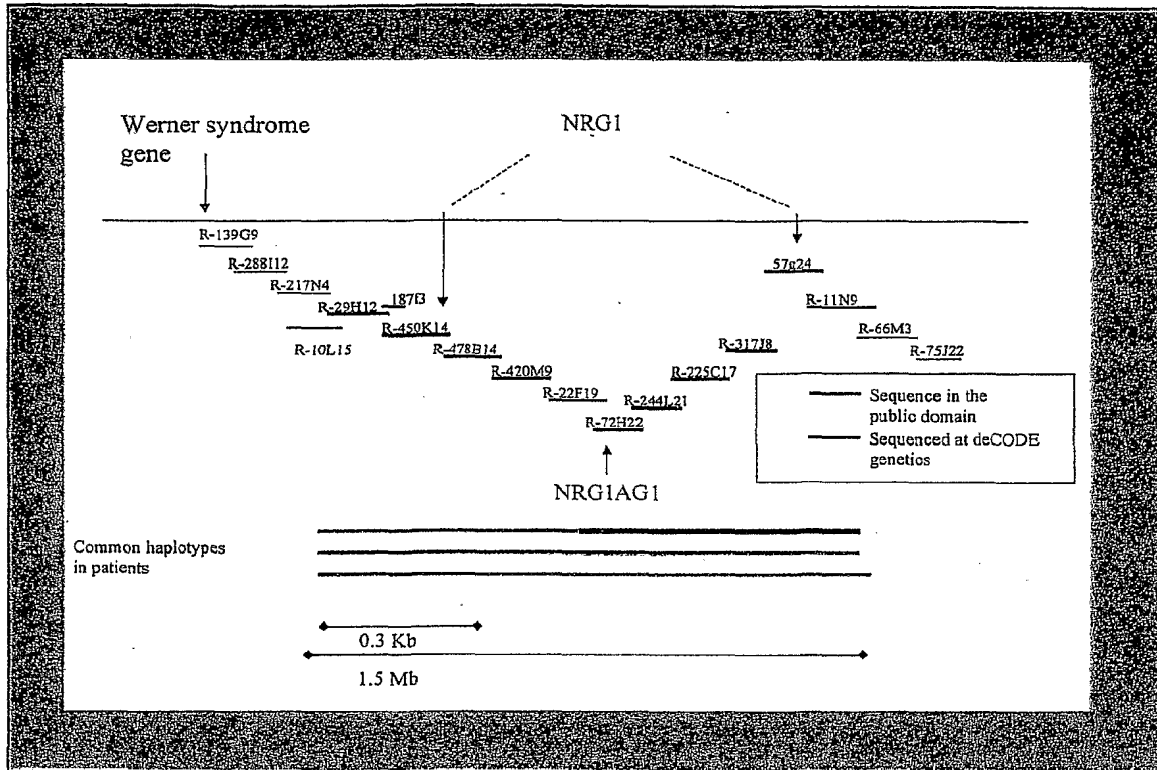 Werner syndrome
gene
NRG1
R-139G9
R-288I12
R-217N4
R-29H12
187f3
R-10L15
R-450K14
R-478B14
R-420M9
R-22F19
R-72H22
R-244L21
R-225C17
R-317J8
57g24
R-11N9
R-66M3
R-75J22
Sequence in the
public domain
Sequenced at deCODE
genetics
NRG1AG1
Common haplotypes
in patients
0.3 Kb
1.5 Mb